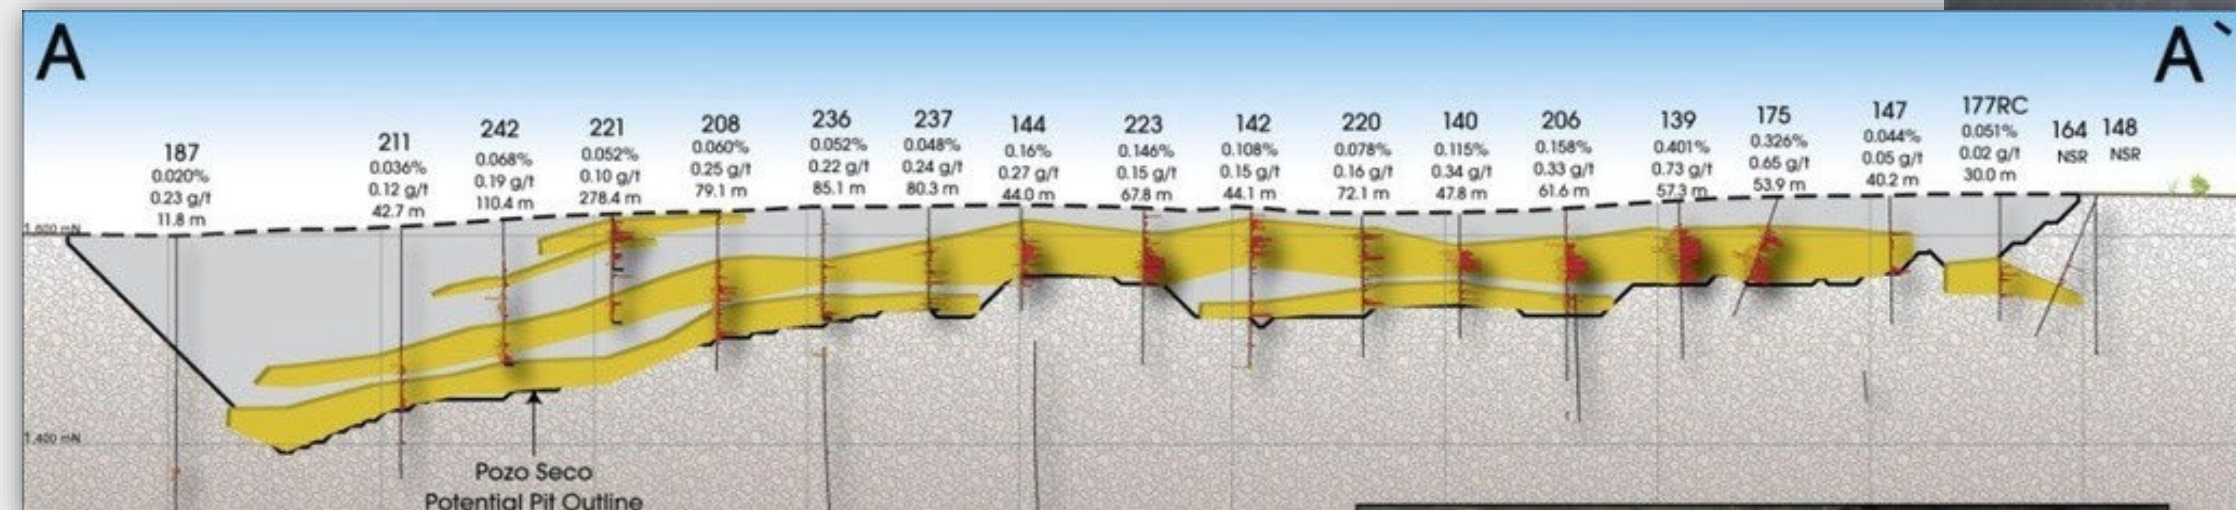 A
A`
187
0.020%
0.23 g/t
11.8 m
211
0.036%
0.12 g/t
42.7 m
242
0.068%
0.19 g/t
110.4 m
221
0.052%
0.10 g/t
278.4 m
208
0.060%
0.25 g/t
79.1 m
236
0.052%
0.22 g/t
85.1 m
237
0.048%
0.24 g/t
80.3 m
144
0.16%
0.27 g/t
44.0 m
223
0.146%
0.15 g/t
67.8 m
142
0.108%
0.15 g/t
44.1 m
220
0.078%
0.16 g/t
72.1 m
140
0.115%
0.34 g/t
47.8 m
206
0.158%
0.33 g/t
61.6 m
139
0.401%
0.73 g/t
57.3 m
175
0.326%
0.65 g/t
53.9 m
147
0.044%
0.05 g/t
40.2 m
177RC
0.051%
0.02 g/t
30.0 m
164
NSR
148
NSR
1,600 mN
1,400 mN
Pozo Seco
Potential Pit Outline